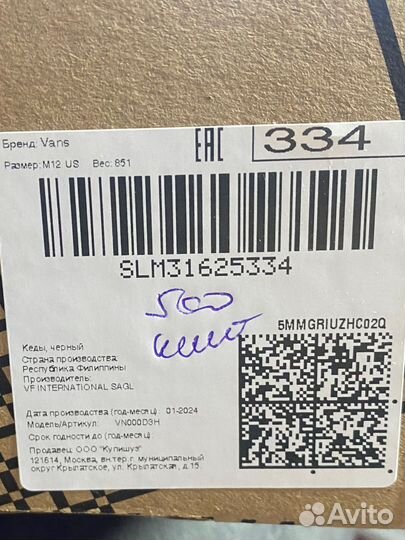 Бренд: Vans
EAC
334
Размер: M12 US Вес: 851
SLM31625334
500
5MMGRIUZHC02Q
Кеды, черный
Страна производства:
Республика Филиппины
Производитель:
VF INTERNATIONAL SAGL
Дата производства (год-месяц): 01-2024
Модель/Артикул: VN000D3H
Срок годности до (год-месяц):
Продавец: ООО "Купишуз"
121614, Москва, вн.тер.г. муниципальный
округ Крылатское, ул. Крылатская, д.15.
Avito